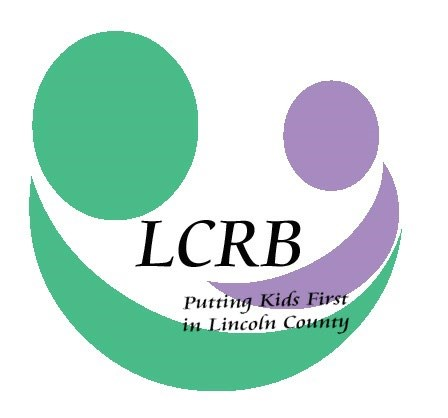 LCRB
Putting Kids First
in Lincoln County